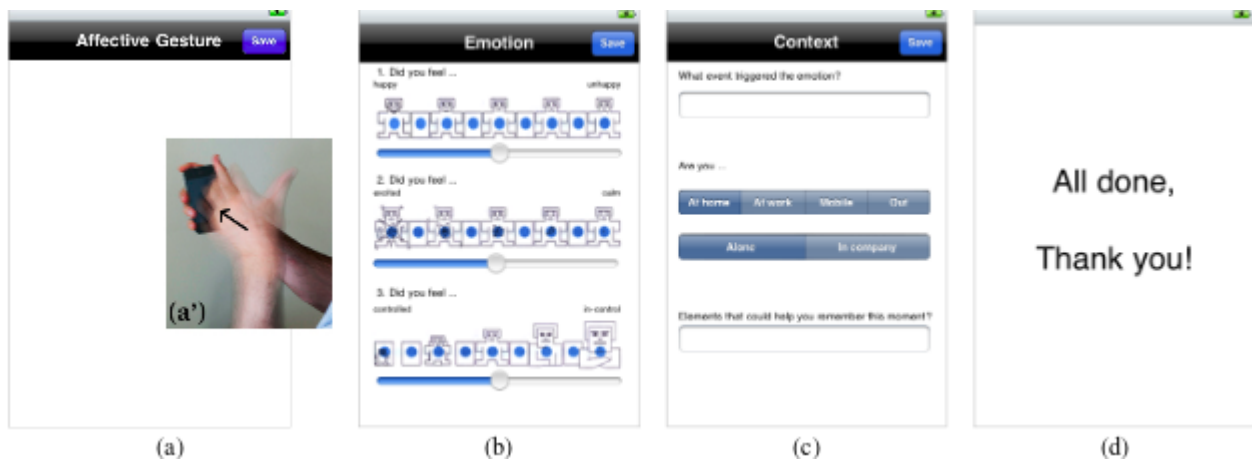 Affective Gesture
Save
(a')
(a)
Emotion
Save
1. Did you feel ...
happy
unhappy
2. Did you feel ...
excited
calm
3. Did you feel ...
controlled
in-control
(b)
Context
Save
What event triggered the emotion?
Are you ...
At home
At work
Mobile
Out
Alone
In company
Elements that could help you remember this moment?
(c)
All done,
Thank you!
(d)